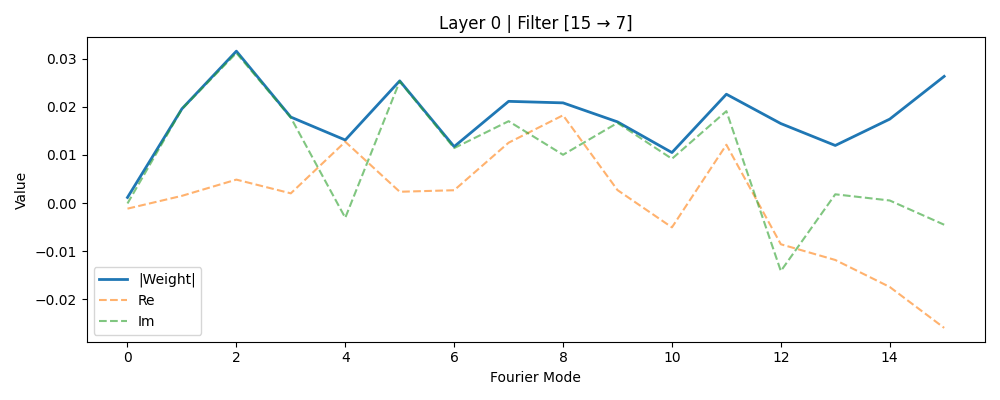 Layer 0 | Filter [15 → 7]
Value
0.03
0.02
0.01
0.00
−0.01
−0.02
|Weight|
Re
Im
0 2 4 6 8 10 12 14
Fourier Mode